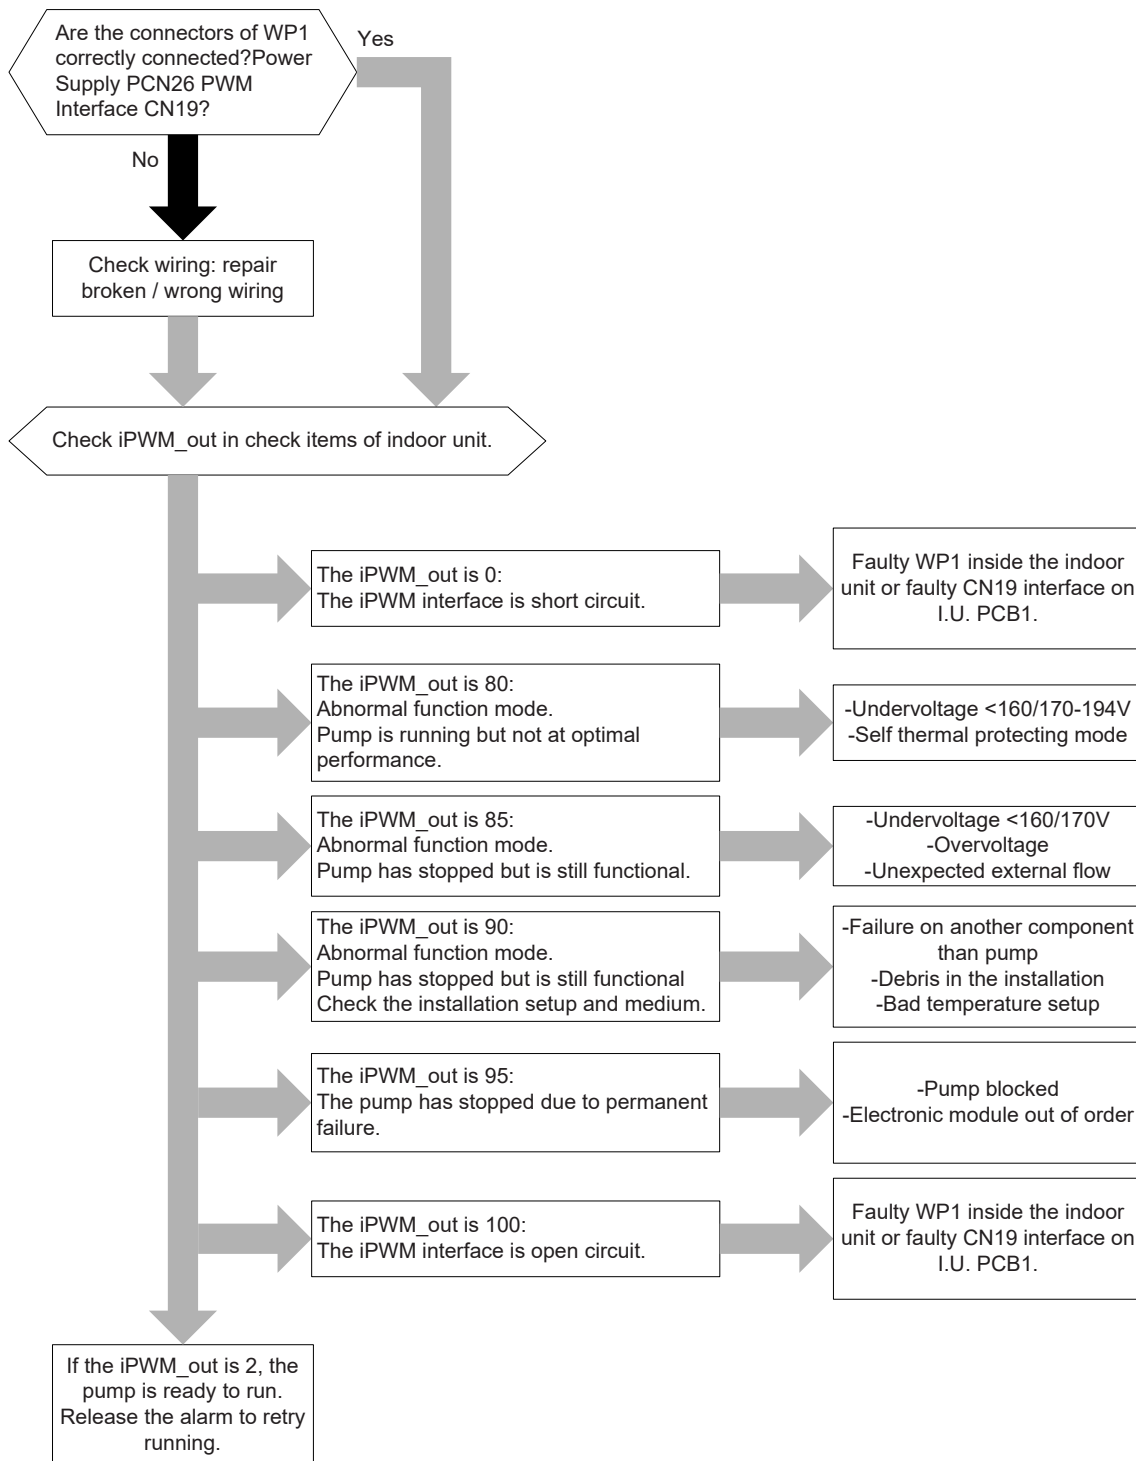 Are the connectors of WP1
correctly connected?Power
Supply PCN26 PWM
Interface CN19?
Yes
No
Check wiring: repair
broken / wrong wiring
Check iPWM_out in check items of indoor unit.
The iPWM_out is 0:
The iPWM interface is short circuit.
Faulty WP1 inside the indoor
unit or faulty CN19 interface on
I.U. PCB1.
The iPWM_out is 80:
Abnormal function mode.
Pump is running but not at optimal
performance.
-Undervoltage <160/170-194V
-Self thermal protecting mode
The iPWM_out is 85:
Abnormal function mode.
Pump has stopped but is still functional.
-Undervoltage <160/170V
-Overvoltage
-Unexpected external flow
The iPWM_out is 90:
Abnormal function mode.
Pump has stopped but is still functional
Check the installation setup and medium.
-Failure on another component
than pump
-Debris in the installation
-Bad temperature setup
The iPWM_out is 95:
The pump has stopped due to permanent
failure.
-Pump blocked
-Electronic module out of order
The iPWM_out is 100:
The iPWM interface is open circuit.
Faulty WP1 inside the indoor
unit or faulty CN19 interface on
I.U. PCB1.
If the iPWM_out is 2, the
pump is ready to run.
Release the alarm to retry
running.